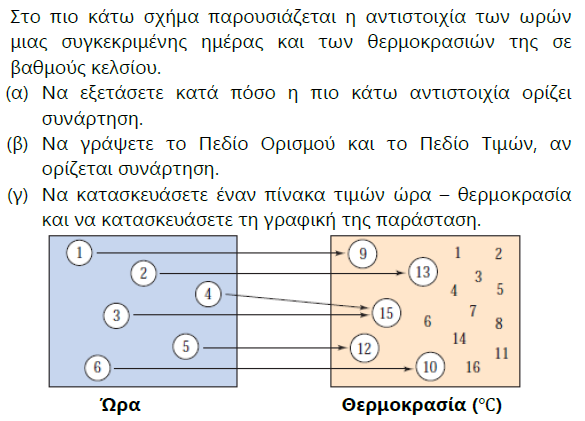 Στο πιο κάτω σχήμα παρουσιάζεται η αντιστοιχία των ωρών
μιας συγκεκριμένης ημέρας και των θερμοκρασιών της σε
βαθμούς κελσίου.
(α) Να εξετάσετε κατά πόσο η πιο κάτω αντιστοιχία ορίζει
συνάρτηση.
(β) Να γράψετε το Πεδίο Ορισμού και το Πεδίο Τιμών, αν
ορίζεται συνάρτηση.
(γ) Να κατασκευάσετε έναν πίνακα τιμών ώρα – θερμοκρασία
και να κατασκευάσετε τη γραφική της παράσταση.
1 9 1 2
2 13 3
4 4 5
3 15 7
6 8
5 12 14
11
6 10 16
Ώρα Θερμοκρασία (°C)